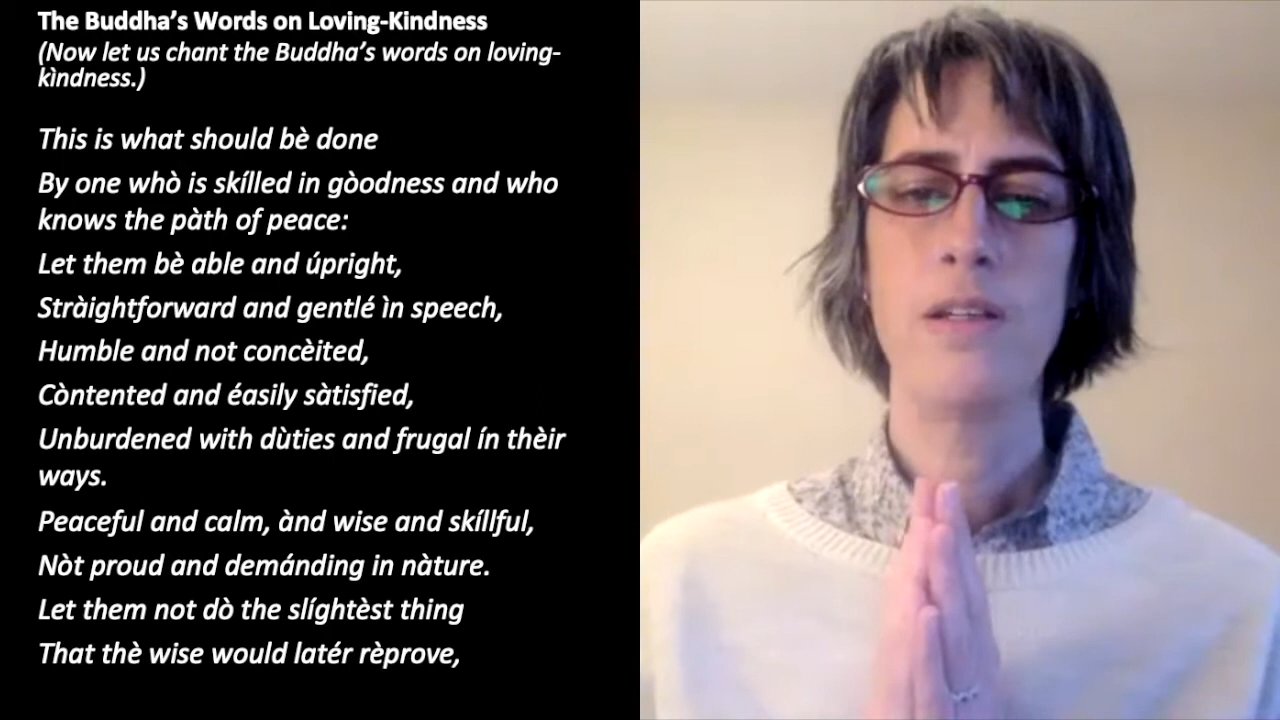 The Buddha's Words on Loving-Kindness
(Now let us chant the Buddha's words on loving-
kìndness.)
This is what should bè done
By one whò is skílled in gòodness and who
knows the pàth of peace:
Let them bè able and úpright,
Stràightforward and gentlé ìn speech,
Humble and not concèited,
Còntented and éasily sàtisfied,
Unburdened with dùties and frugal ín thèir
ways.
Peaceful and calm, ànd wise and skíllful,
Nòt proud and demánding in nàture.
Let them not dò the slíghtèst thing
That thè wise would latér rèprove,